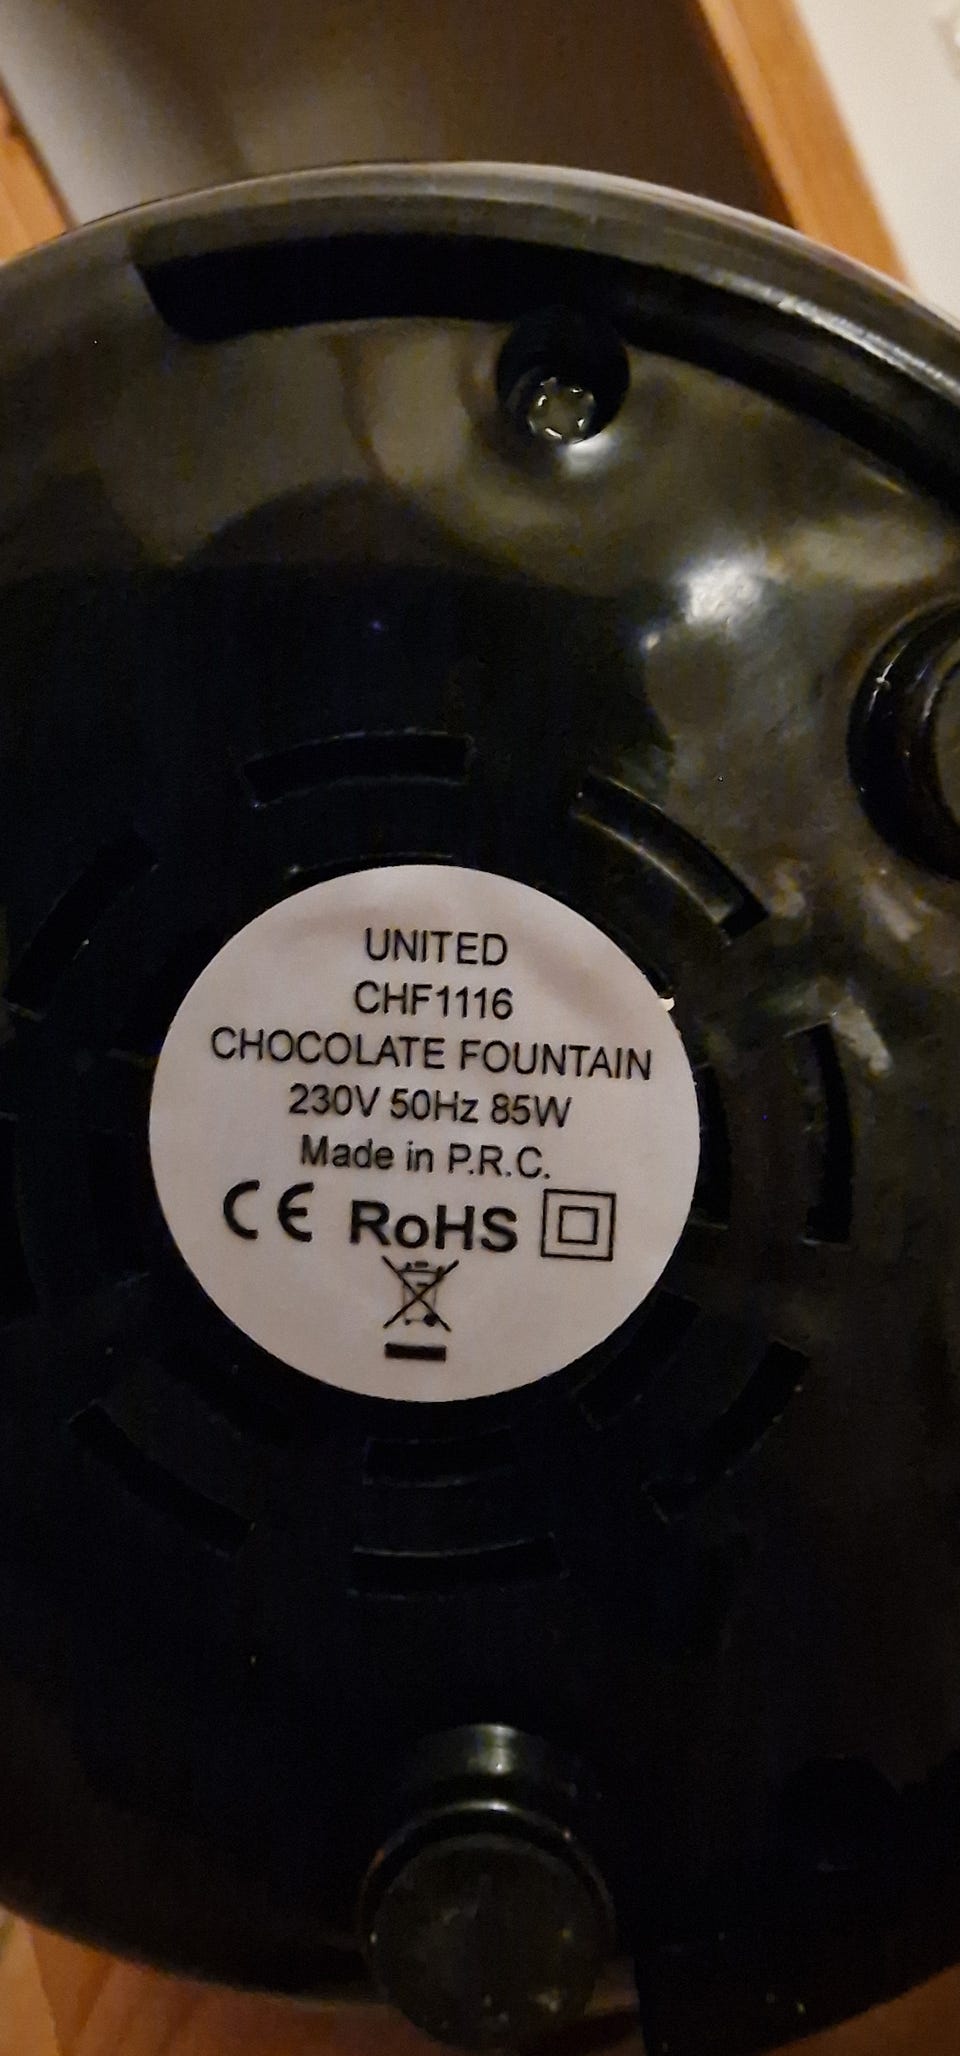 UNITED
CHF1116
CHOCOLATE FOUNTAIN
230V 50Hz 85W
Made in P.R.C.
CE RoHS